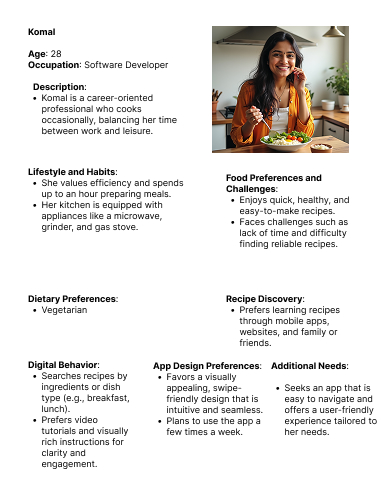 Komal
Age: 28
Occupation: Software Developer
Description:
• Komal is a career-oriented
professional who cooks
occasionally, balancing her time
between work and leisure.
Lifestyle and Habits:
• She values efficiency and spends
up to an hour preparing meals.
• Her kitchen is equipped with
appliances like a microwave,
grinder, and gas stove.
Food Preferences and
Challenges:
• Enjoys quick, healthy, and
easy-to-make recipes.
• Faces challenges such as
lack of time and difficulty
finding reliable recipes.
Dietary Preferences:
• Vegetarian
Recipe Discovery:
• Prefers learning recipes
through mobile apps,
websites, and family or
friends.
Digital Behavior:
• Searches recipes by
ingredients or dish
type (e.g., breakfast,
lunch).
• Prefers video
tutorials and visually
rich instructions for
clarity and
engagement.
App Design Preferences:
• Favors a visually
appealing, swipe-
friendly design that is
intuitive and seamless.
• Plans to use the app a
few times a week.
Additional Needs:
• Seeks an app that is
easy to navigate and
offers a user-friendly
experience tailored to
her needs.